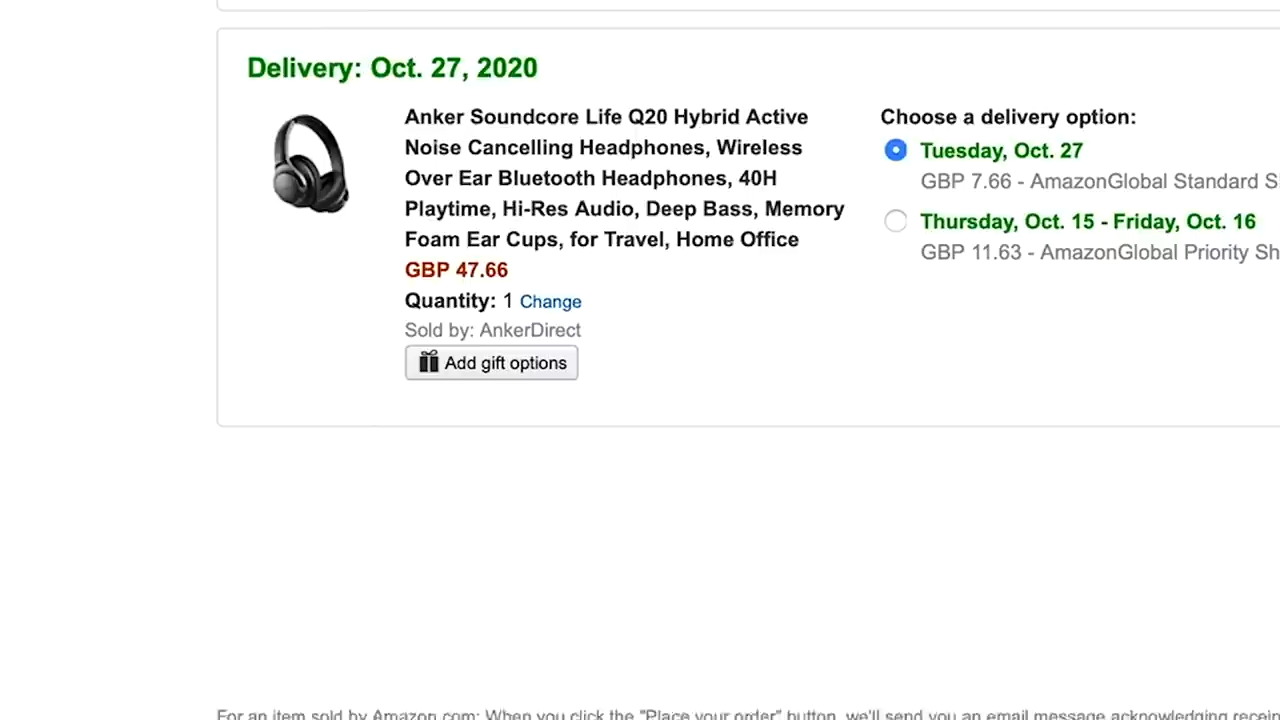 Delivery: Oct. 27, 2020
Anker Soundcore Life Q20 Hybrid Active
Noise Cancelling Headphones, Wireless
Over Ear Bluetooth Headphones, 40H
Playtime, Hi-Res Audio, Deep Bass, Memory
Foam Ear Cups, for Travel, Home Office
GBP 47.66
Quantity: 1 Change
Sold by: AnkerDirect
Add gift options
Choose a delivery option:
Tuesday, Oct. 27
GBP 7.66 - AmazonGlobal Standard S
Thursday, Oct. 15 - Friday, Oct. 16
GBP 11.63 - AmazonGlobal Priority Sh
For an item sold by Amazon.com: When you click the "Place your order" button, we'll send you an email message acknowledging receip